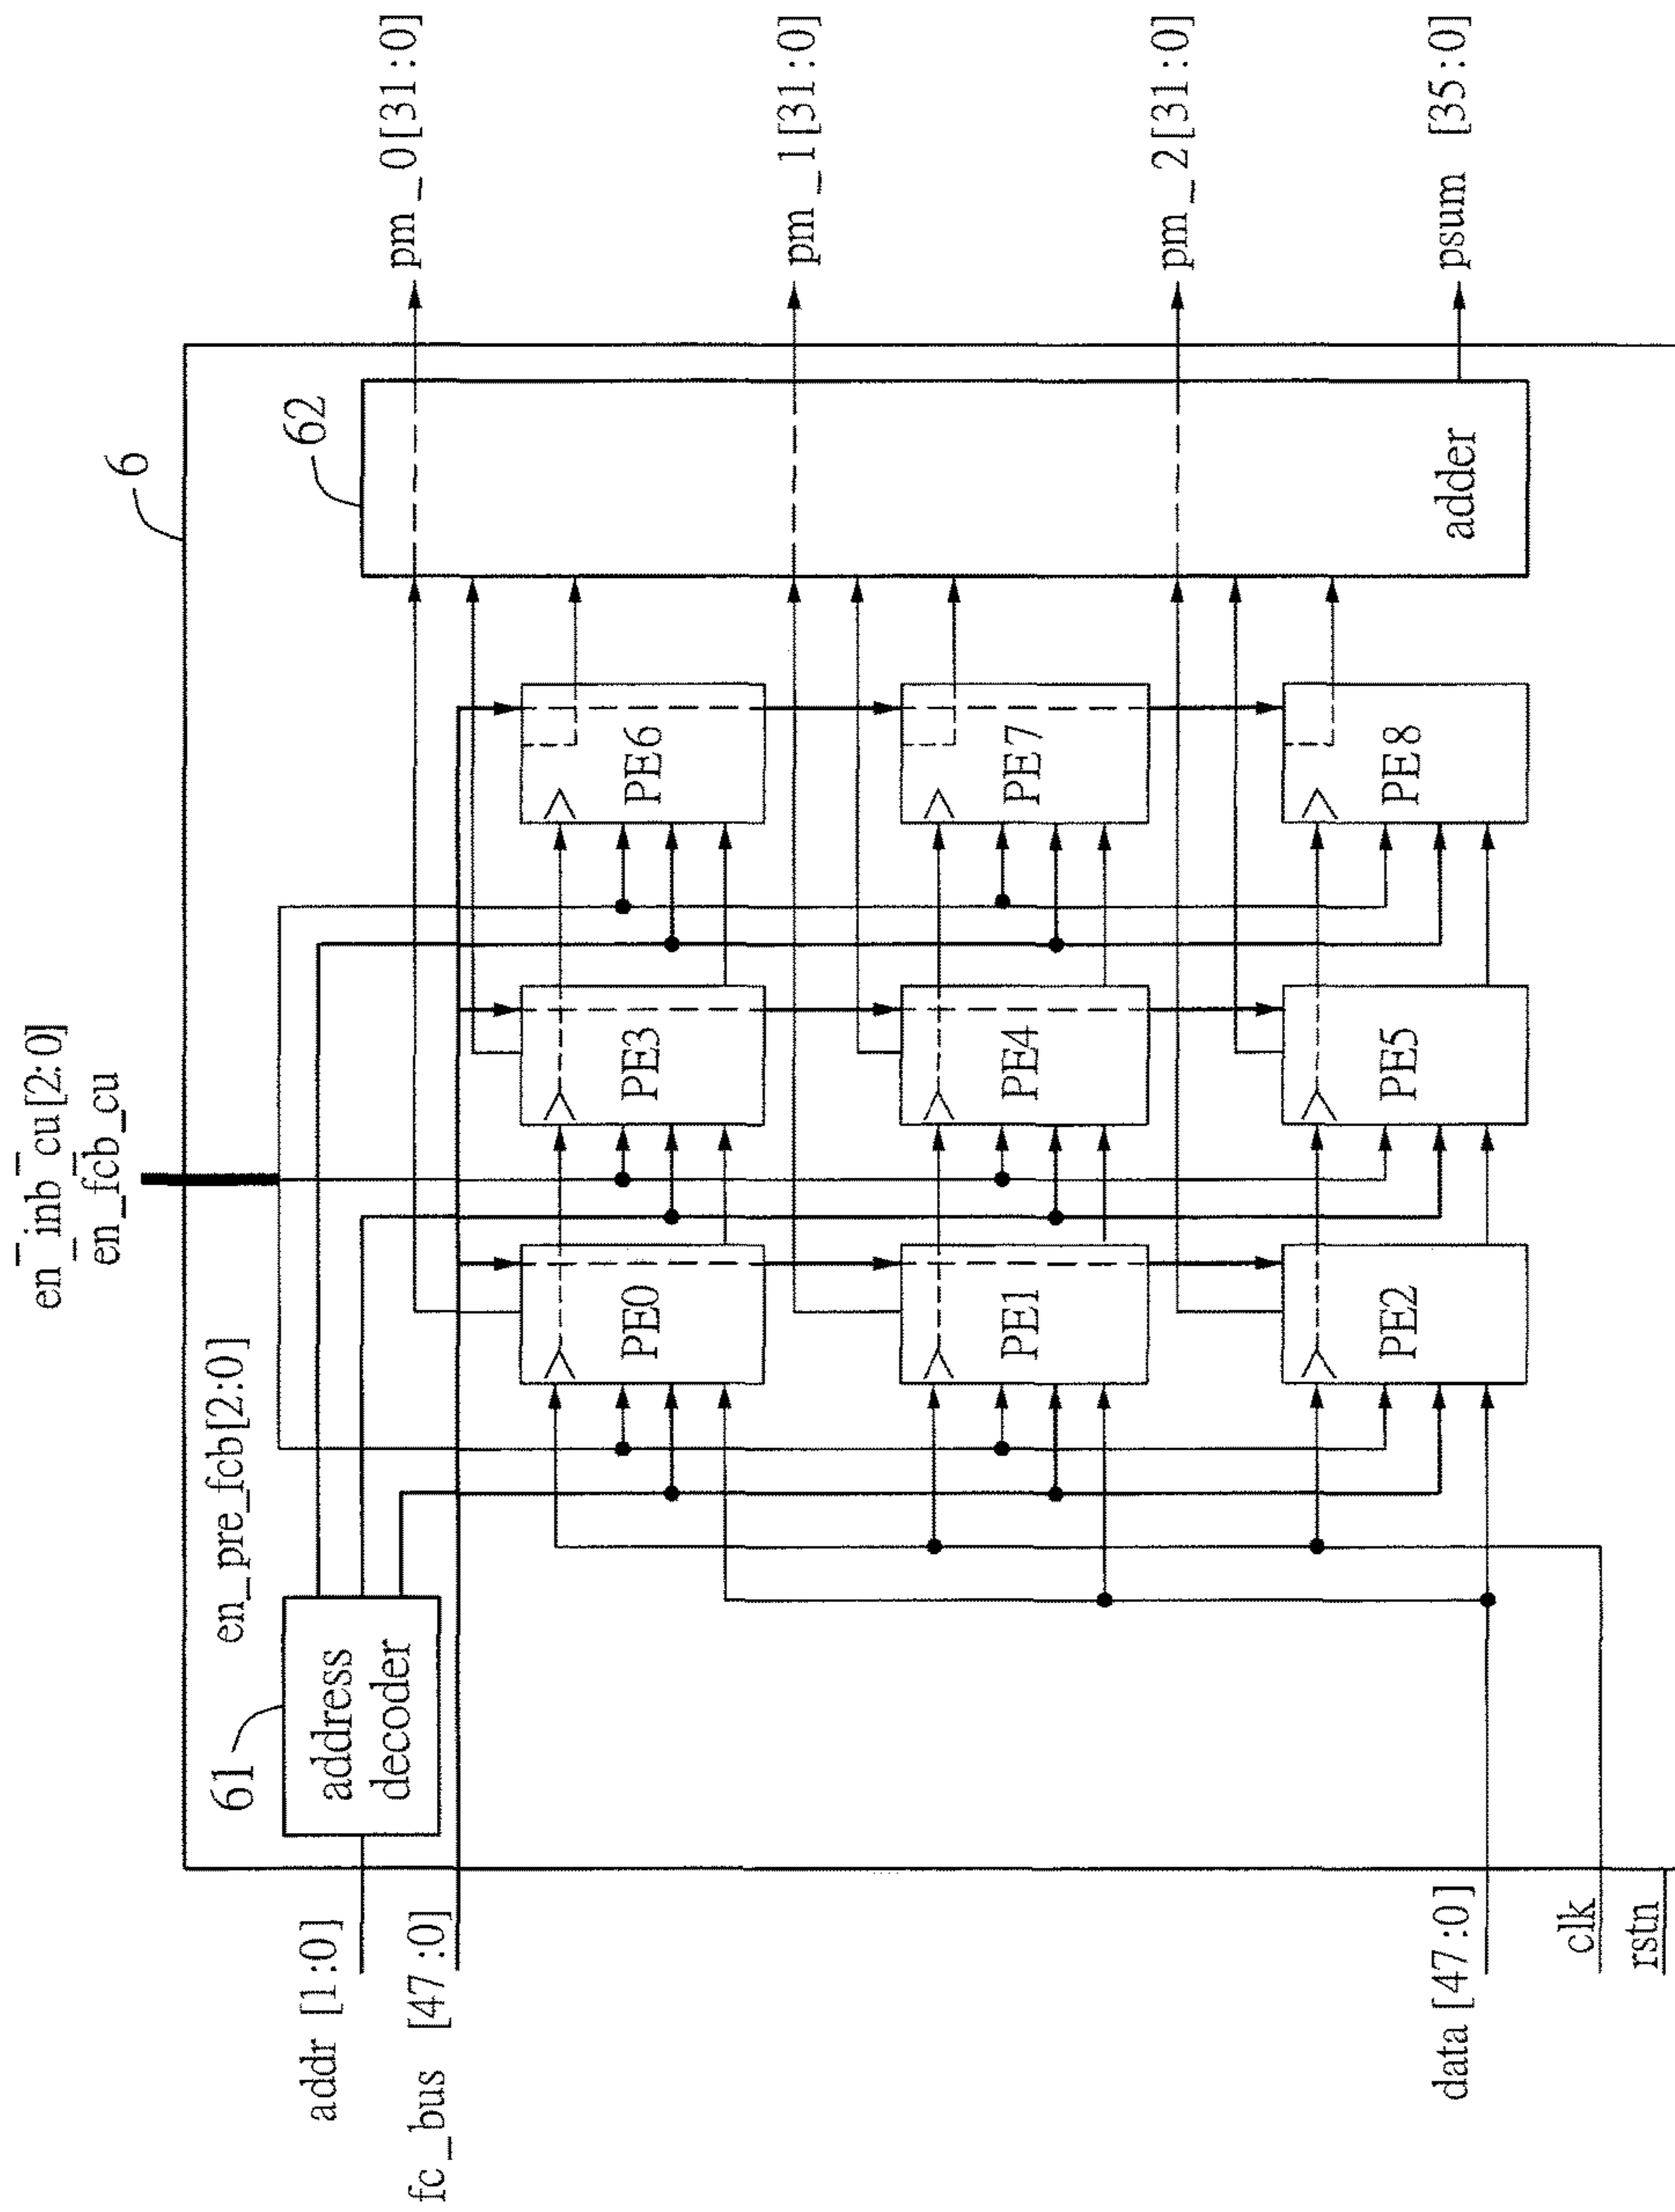 en_inb_cu[2:0]
en_fcb_cu
6
62
61
en_pre_fcb[2:0]
address
decoder
addr [1:0]
fc_bus [47:0]
data [47:0]
clk
rstn
PE0
PE3
PE6
PE1
PE4
PE7
PE2
PE5
PE8
adder
pm_0[31:0]
pm_1[31:0]
pm_2[31:0]
psum [35:0]